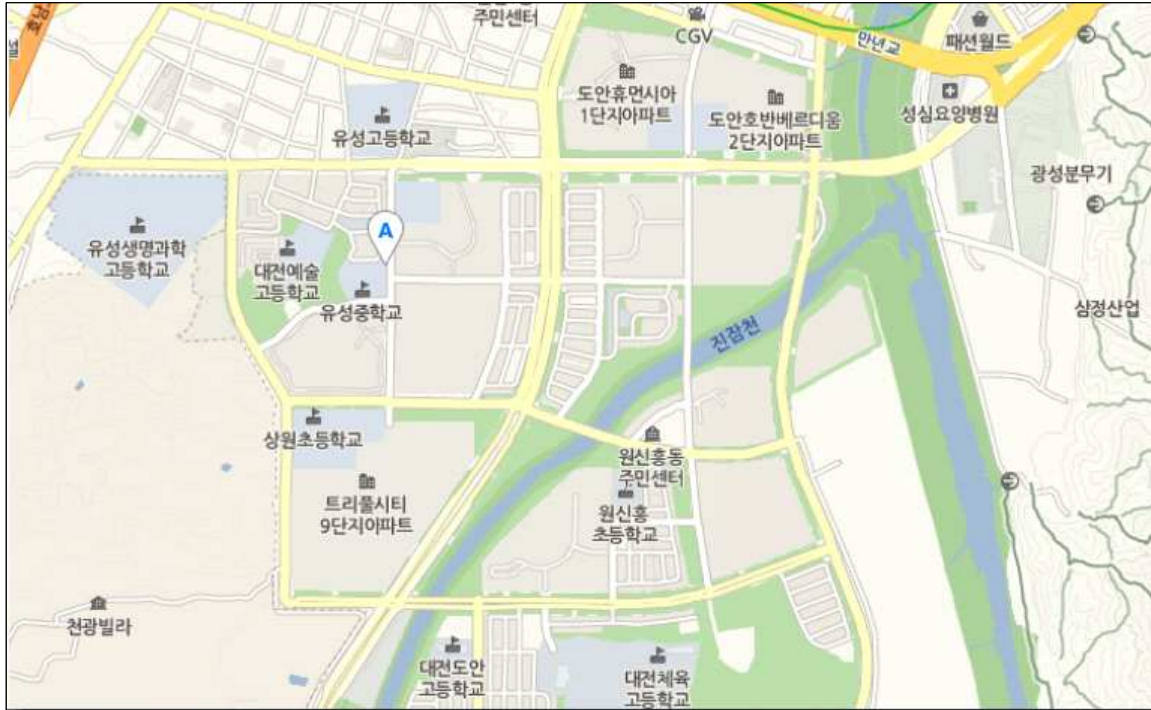 호남
주민센터
CGV
만년교
패션월드
도안휴먼시아
1단지아파트
도안호반베르디움
2단지아파트
성심요양병원
유성고등학교
광성분무기
A
유성생명과학
고등학교
대전예술
고등학교
유성중학교
진잠천
삼정산업
상원초등학교
원신흥동
주민센터
트리풀시티
9단지아파트
원신흥
초등학교
천광빌라
대전도안
고등학교
대전체육
고등학교